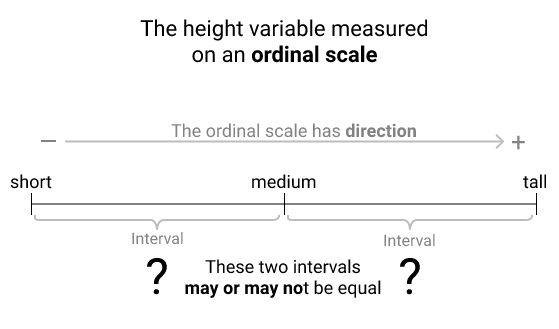 The height variable measured
on an ordinal scale
The ordinal scale has direction
− +
short medium tall
Interval Interval
? These two intervals ?
may or may not be equal